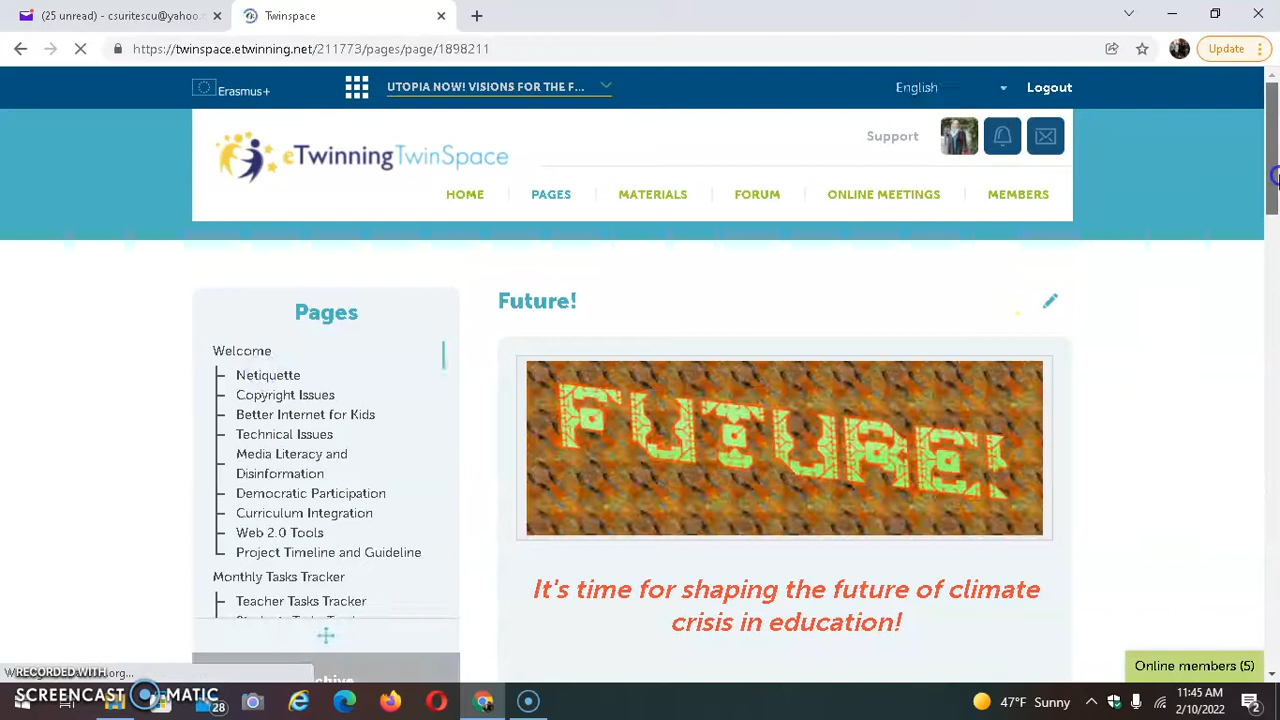 (25 unread) - csuritescu@yahoo
Twinspace
https://twinspace.etwinning.net/211773/pages/page/1898211
Update
Erasmus+
UTOPIA NOW! VISIONS FOR THE F...
English
Logout
eTwinningTwinSpace
Support
HOME
PAGES
MATERIALS
FORUM
ONLINE MEETINGS
MEMBERS
Pages
Welcome
Netiquette
Copyright Issues
Better Internet for Kids
Technical Issues
Media Literacy and
Disinformation
Democratic Participation
Curriculum Integration
Web 2.0 Tools
Project Timeline and Guideline
Monthly Tasks Tracker
Teacher Tasks Tracker
Future!
FUTURE!
It's time for shaping the future of climate
crisis in education!
Online members (5)
RECORDED WITH
SCREENCAST MATIC
28
47°F Sunny
11:45 AM
2/10/2022
2